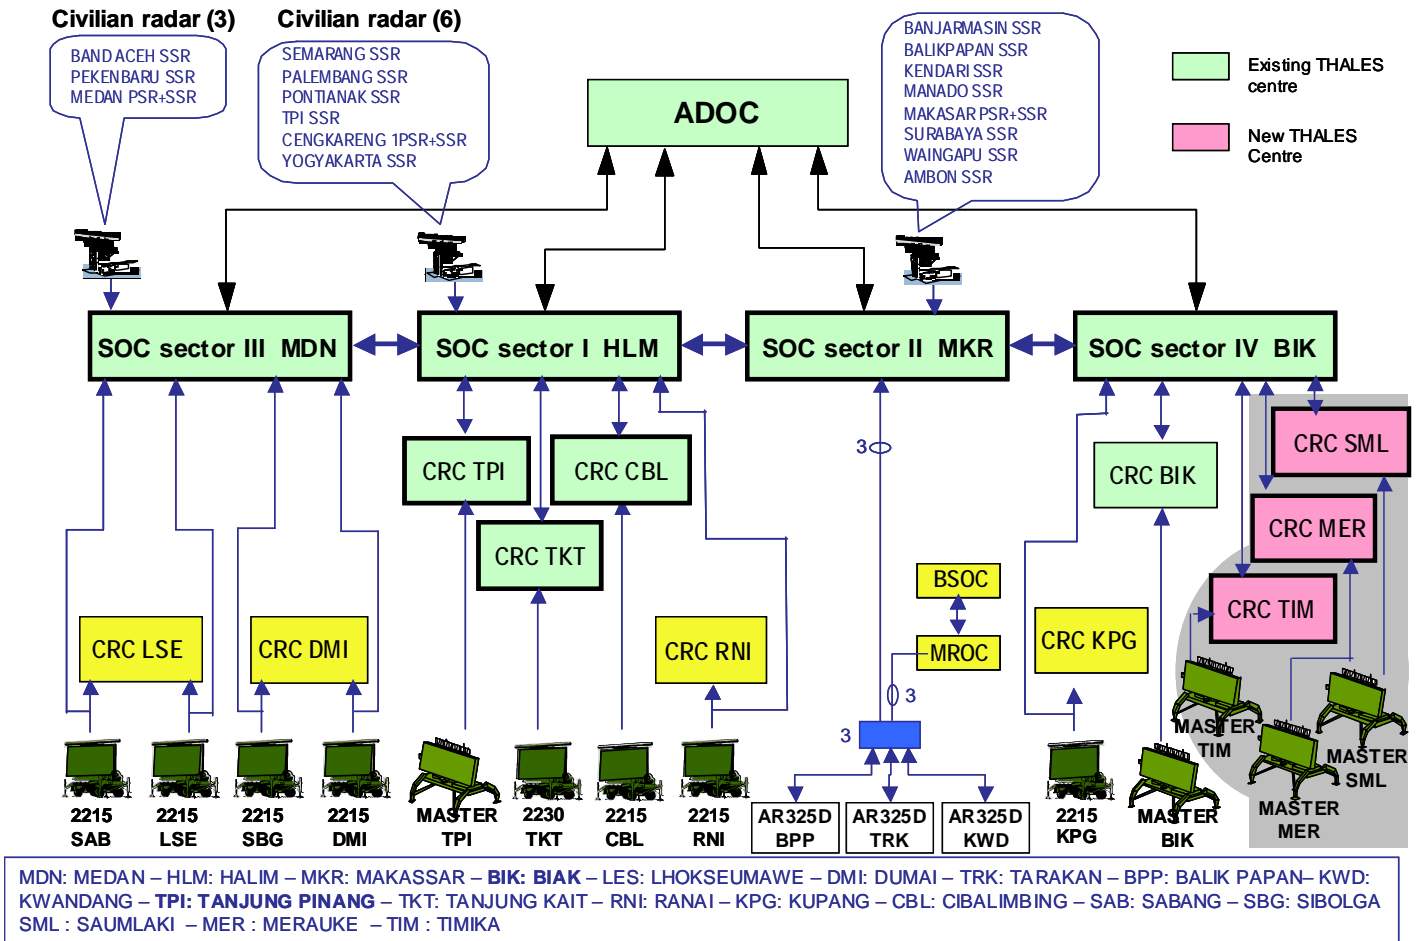 Civilian radar (3)
BAND ACEH SSR
PEKENBARU SSR
MEDAN PSR+SSR
Civilian radar (6)
SEMARANG SSR
PALEMBANG SSR
PONTIANAK SSR
TPI SSR
CENGKARENG 1PSR+SSR
YOGYAKARTA SSR
BANJARMASIN SSR
BALIKPAPAN SSR
KENDARI SSR
MANADO SSR
MAKASAR PSR+SSR
SURABAYA SSR
WAINGAPU SSR
AMBON SSR
Existing THALES
centre
New THALES
Centre
ADOC
SOC sector III MDN
SOC sector I HLM
SOC sector II MKR
SOC sector IV BIK
CRC TPI
CRC CBL
CRC TKT
3
CRC BIK
CRC SML
CRC MER
CRC TIM
CRC LSE
CRC DMI
CRC RNI
BSOC
MROC
CRC KPG
3
3
2215
SAB
2215
LSE
2215
SBG
2215
DMI
MASTER
TPI
2230
TKT
2215
CBL
2215
RNI
AR325D
BPP
AR325D
TRK
AR325D
KWD
2215
KPG
MASTER
BIK
MASTER
TIM
MASTER
MER
MASTER
SML
MDN: MEDAN – HLM: HALIM – MKR: MAKASSAR – BIK: BIAK – LES: LHOKSEUMAWE – DMI: DUMAI – TRK: TARAKAN – BPP: BALIK PAPAN– KWD:
KWANDANG – TPI: TANJUNG PINANG – TKT: TANJUNG KAIT – RNI: RANAI – KPG: KUPANG – CBL: CIBALIMBING – SAB: SABANG – SBG: SIBOLGA
SML : SAUMLAKI – MER : MERAUKE – TIM : TIMIKA